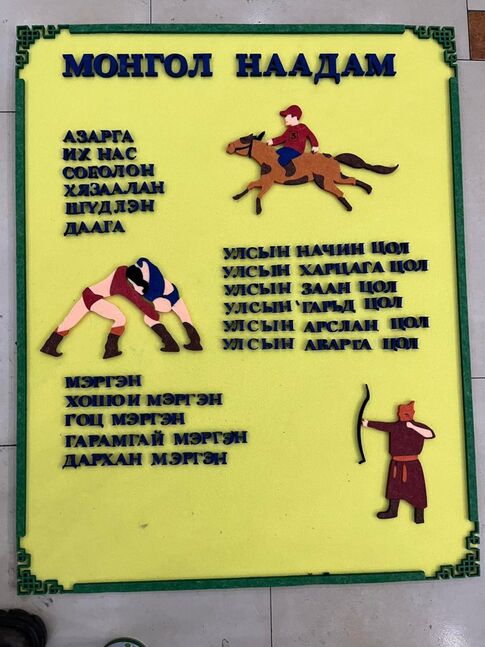 МОНГОЛ НААДАМ
АЗАРГА
ИХ НАС
СОЁОЛОН
ХЯЗААЛАН
ШҮДЛЭН
ДААГА
УЛСЫН НАЧИН ЦОЛ
УЛСЫН ХАРЦАГА ЦОЛ
УЛСЫН ЗААН ЦОЛ
УЛСЫН ГАРЬД ЦОЛ
УЛСЫН АРСЛАН ЦОЛ
УЛСЫН АВАРГА ЦОЛ
МЭРГЭН
ХОШОЙ МЭРГЭН
ГОЦ МЭРГЭН
ГАРАМГАЙ МЭРГЭН
ДАРХАН МЭРГЭН